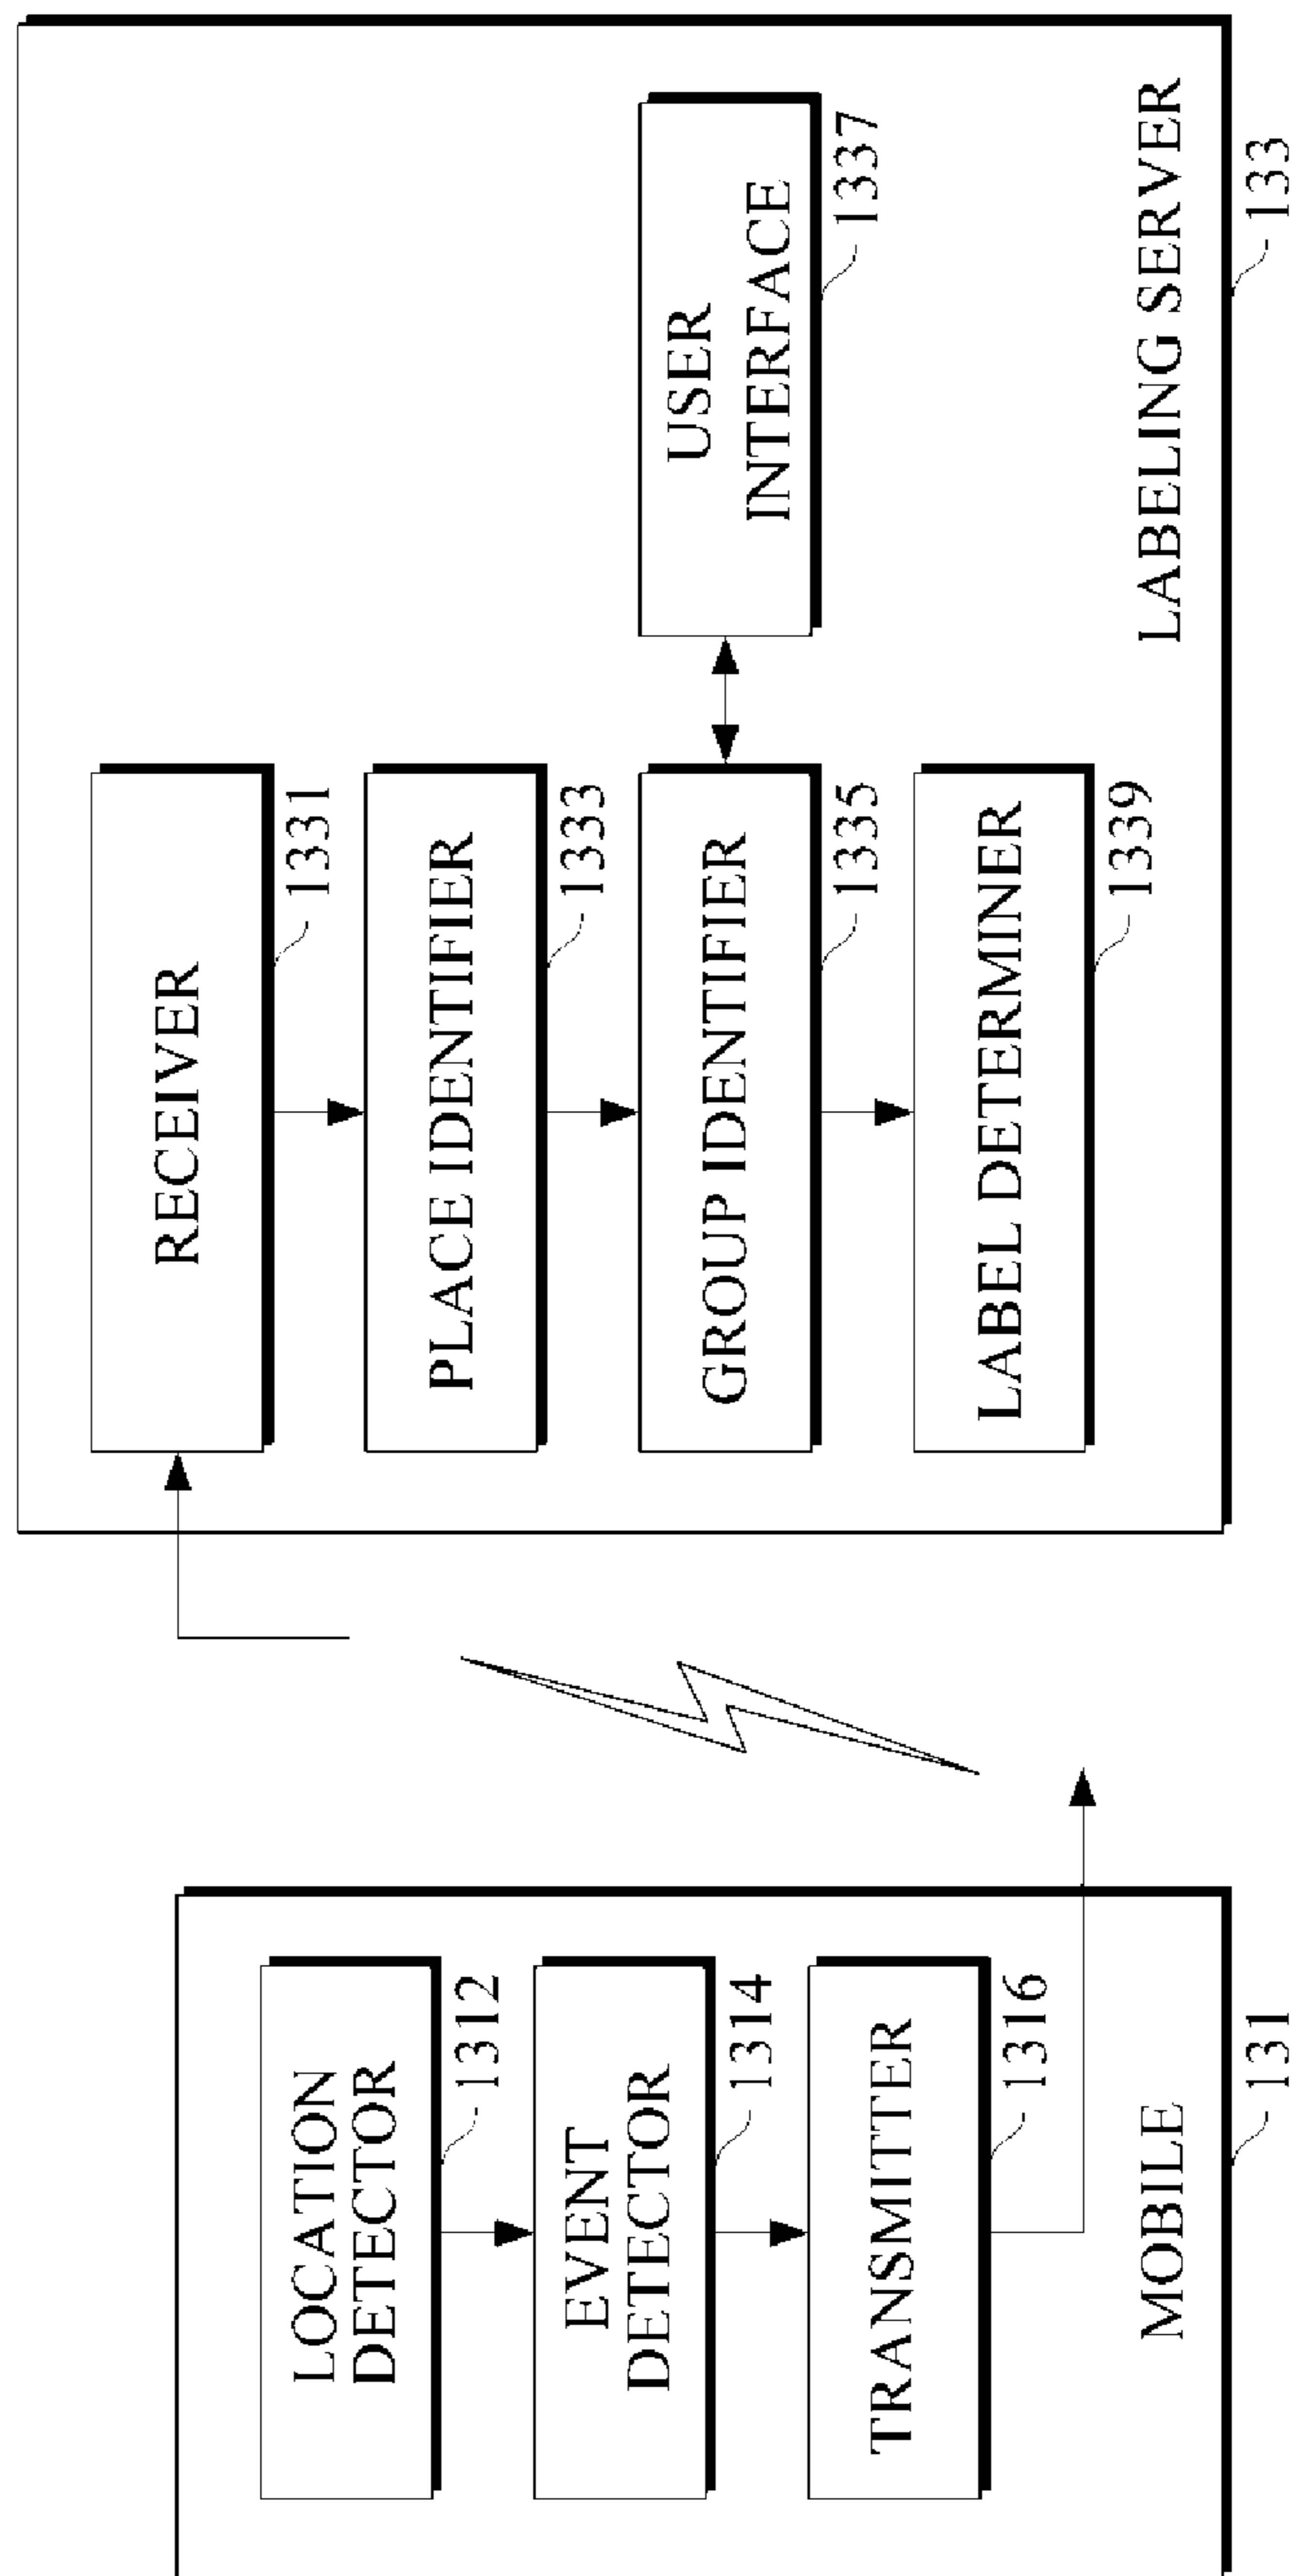 LOCATION
DETECTOR
1312
EVENT
DETECTOR
1314
TRANSMITTER
1316
MOBILE
131
RECEIVER
1331
PLACE IDENTIFIER
1333
GROUP IDENTIFIER
1335
USER
INTERFACE
1337
LABEL DETERMINER
1339
LABELING SERVER
133